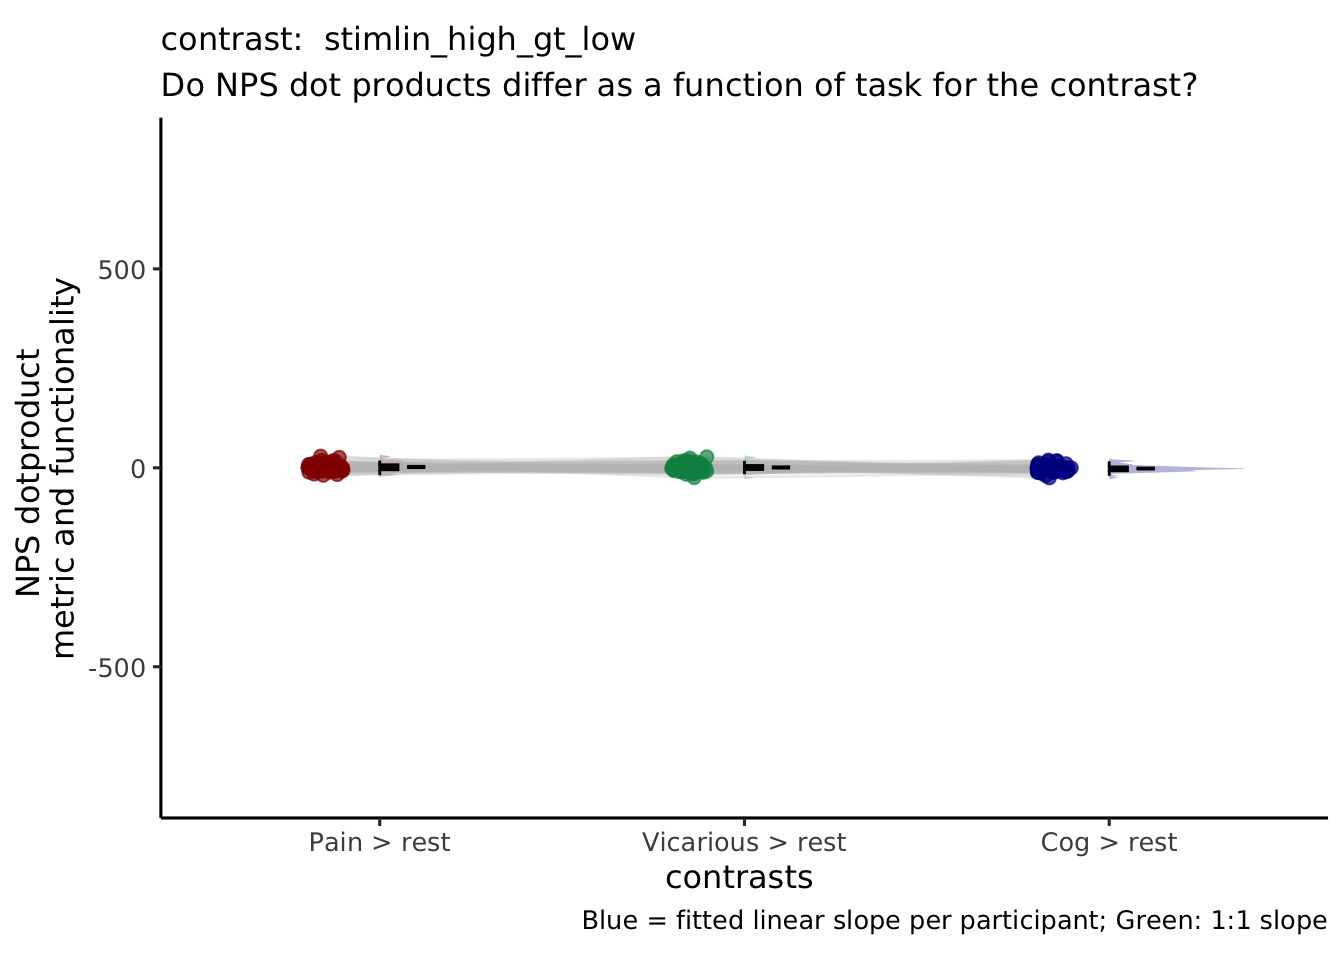 contrast:  stimlin_high_gt_low
Do NPS dot products differ as a function of task for the contrast?
NPS dotproduct
metric and functionality
500
0
-500
Pain > rest
Vicarious > rest
Cog > rest
contrasts
Blue = fitted linear slope per participant; Green: 1:1 slope